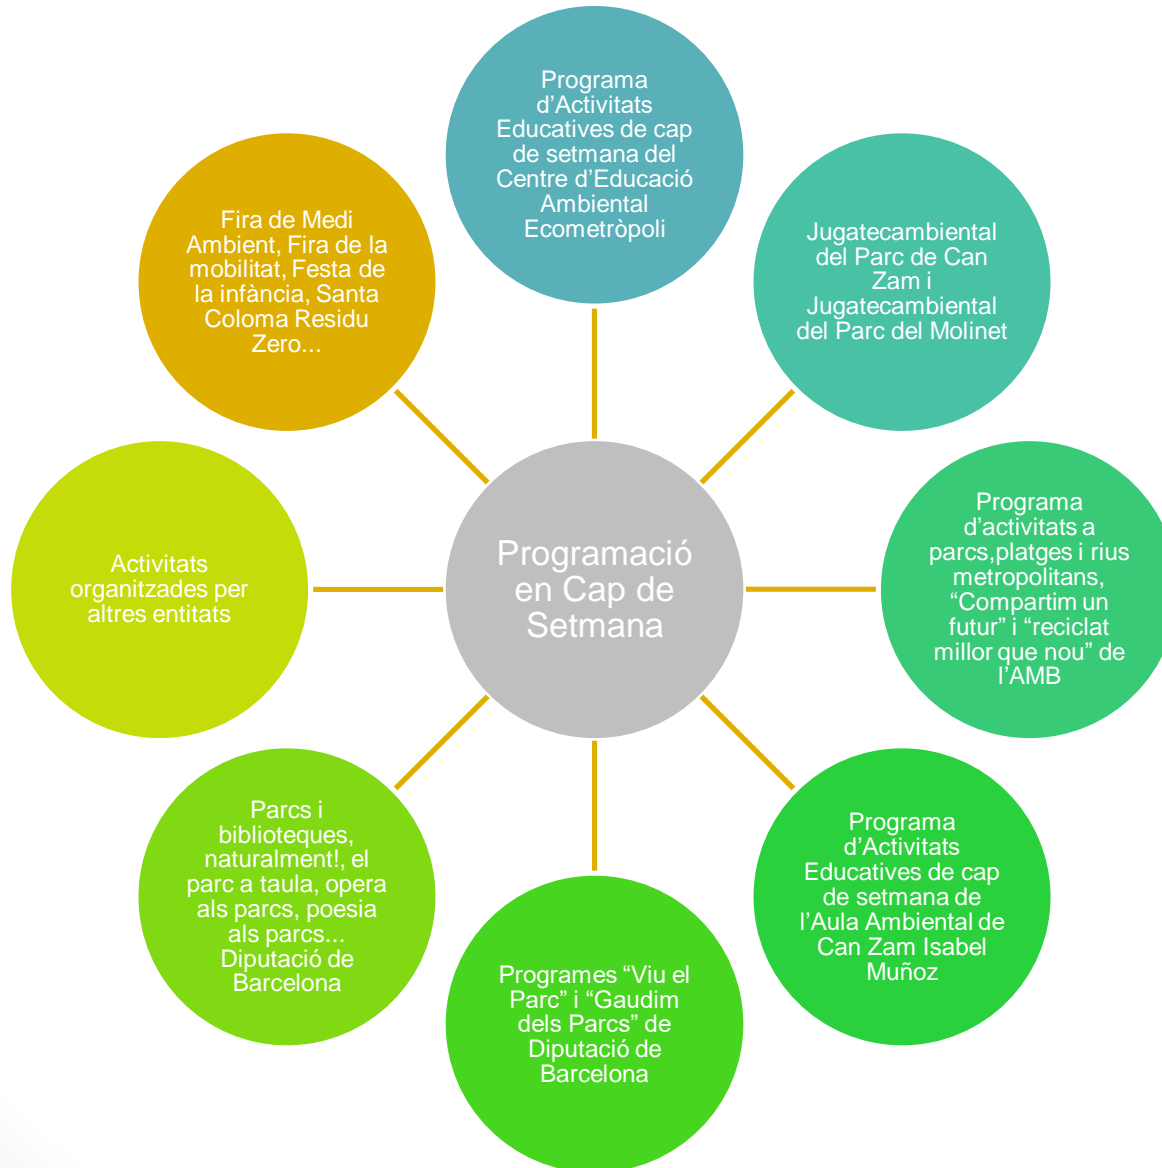 Programa
d’Activitats
Educatives de cap
de setmana del
Centre d’Educació
Ambiental
Ecometròpoli
Jugatecambiental
del Parc de Can
Zam i
Jugatecambiental
del Parc del Molinet
Programa
d’activitats a
parcs,platges i rius
metropolitans,
“Compartim un
futur” i “reciclat
millor que nou” de
l’AMB
Programa
d’Activitats
Educatives de cap
de setmana de
l’Aula Ambiental de
Can Zam Isabel
Muñoz
Programes “Viu el
Parc” i “Gaudim
dels Parcs” de
Diputació de
Barcelona
Parcs i
biblioteques,
naturalment!, el
parc a taula, opera
als parcs, poesia
als parcs...
Diputació de
Barcelona
Activitats
organitzades per
altres entitats
Fira de Medi
Ambient, Fira de la
mobilitat, Festa de
la infància, Santa
Coloma Residu
Zero...
Programació
en Cap de
Setmana